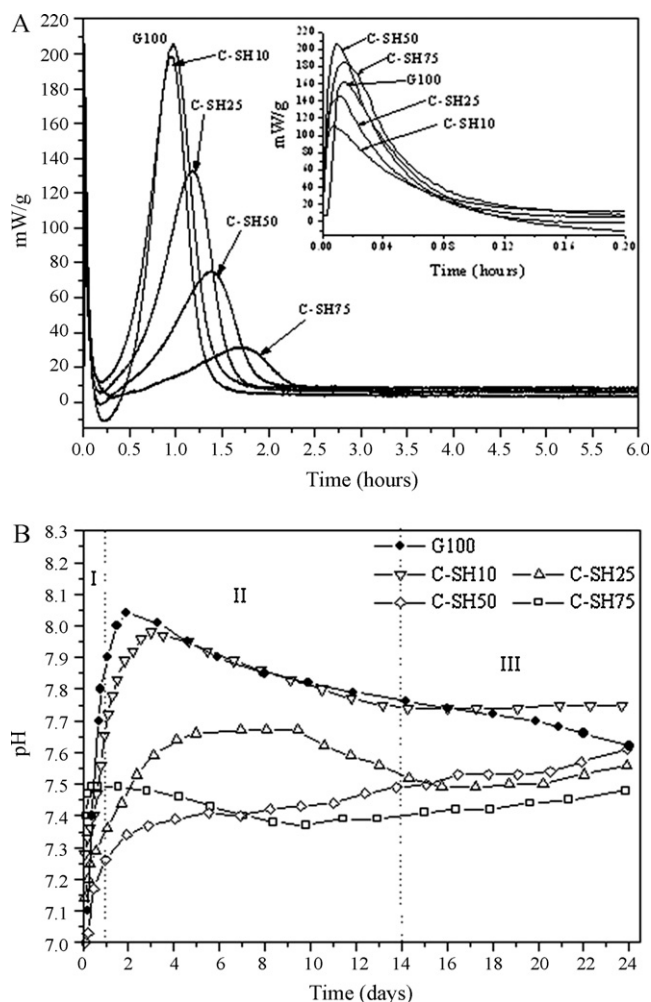 A
220
200
180
160
140
120
100
80
60
40
20
0
mW/g
0.0 0.5 1.0 1.5 2.0 2.5 3.0 3.5 4.0 4.5 5.0 5.5 6.0
Time (hours)
G100
C-SH10
C-SH25
C-SH50
C-SH75
220
200
180
160
140
120
100
80
60
40
20
0
mW/g
0.00 0.04 0.08 0.12 0.16 0.20
Time (hours)
C-SH50
C-SH75
G100
C-SH25
C-SH10
B
8.3
8.2
8.1
8.0
7.9
7.8
7.7
7.6
7.5
7.4
7.3
7.2
7.1
7.0
pH
0 2 4 6 8 10 12 14 16 18 20 22 24
Time (days)
I
II
III
G100
C-SH10 C-SH25
C-SH50 C-SH75